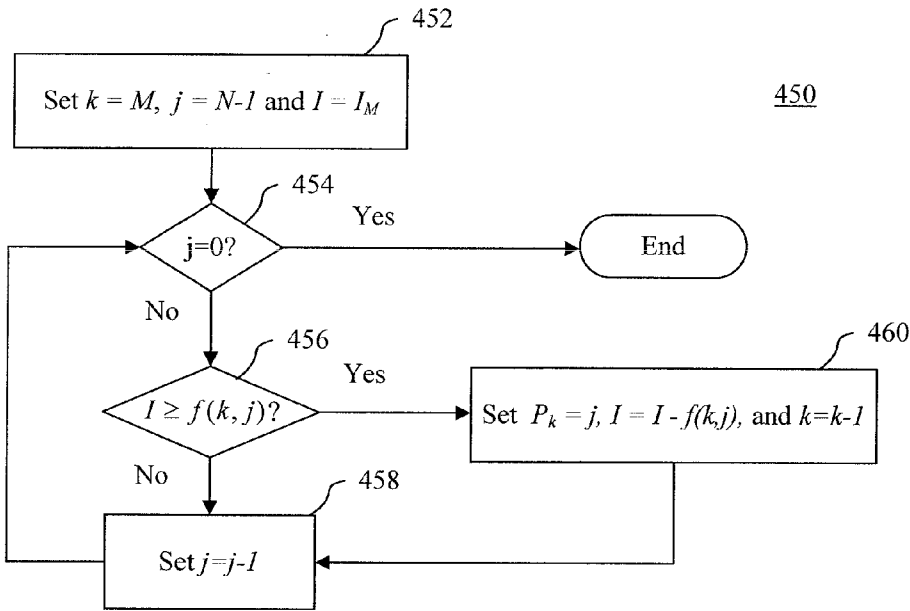 452
Set k = M, j = N-1 and I = I_M
450
454
Yes
j=0?
End
No
456
460
Yes
I ≥ f(k, j)?
Set P_k = j, I = I - f(k,j), and k=k-1
No
458
Set j=j-1